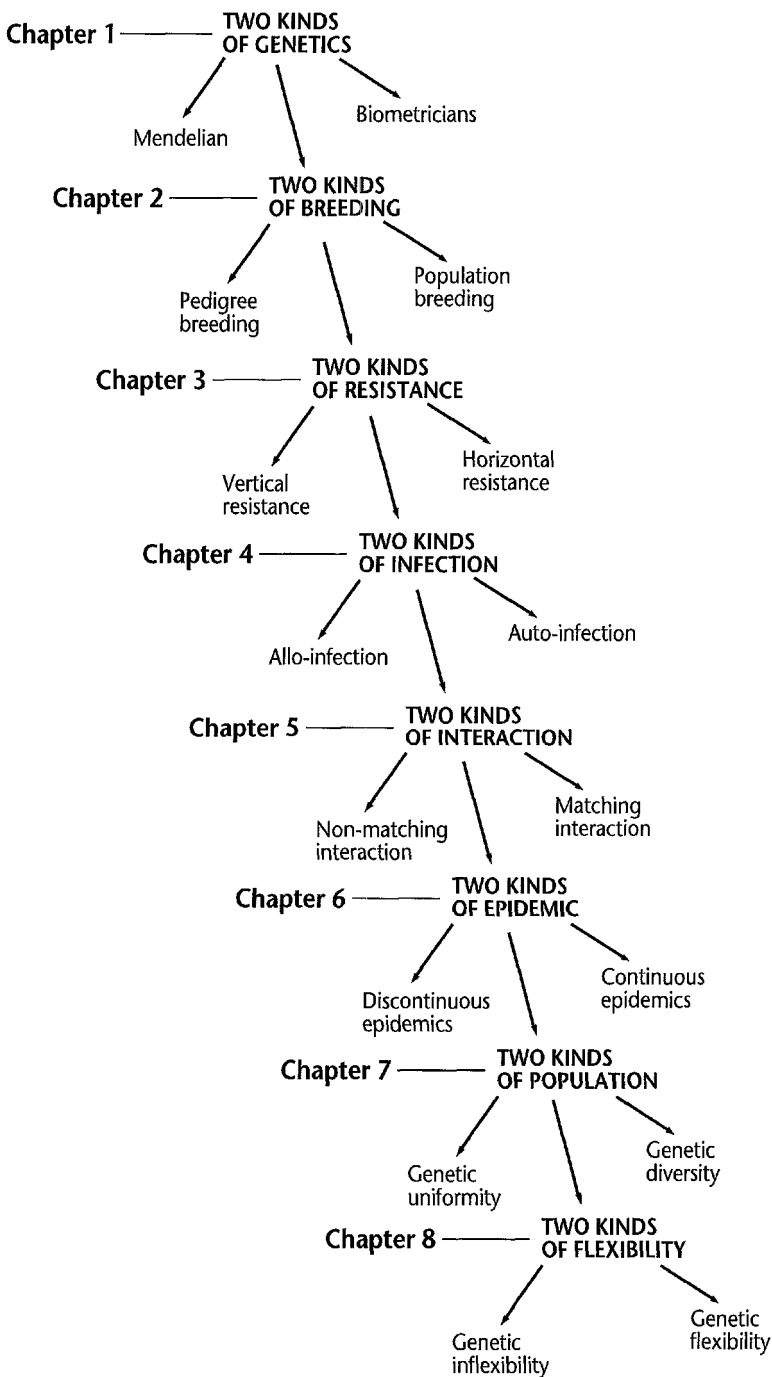 Chapter 1
TWO KINDS
OF GENETICS
Mendelian
Biometricians
Chapter 2
TWO KINDS
OF BREEDING
Pedigree
breeding
Population
breeding
Chapter 3
TWO KINDS
OF RESISTANCE
Vertical
resistance
Horizontal
resistance
Chapter 4
TWO KINDS
OF INFECTION
Allo-infection
Auto-infection
Chapter 5
TWO KINDS
OF INTERACTION
Non-matching
interaction
Matching
interaction
Chapter 6
TWO KINDS
OF EPIDEMIC
Discontinuous
epidemics
Continuous
epidemics
Chapter 7
TWO KINDS
OF POPULATION
Genetic
uniformity
Genetic
diversity
Chapter 8
TWO KINDS
OF FLEXIBILITY
Genetic
inflexibility
Genetic
flexibility